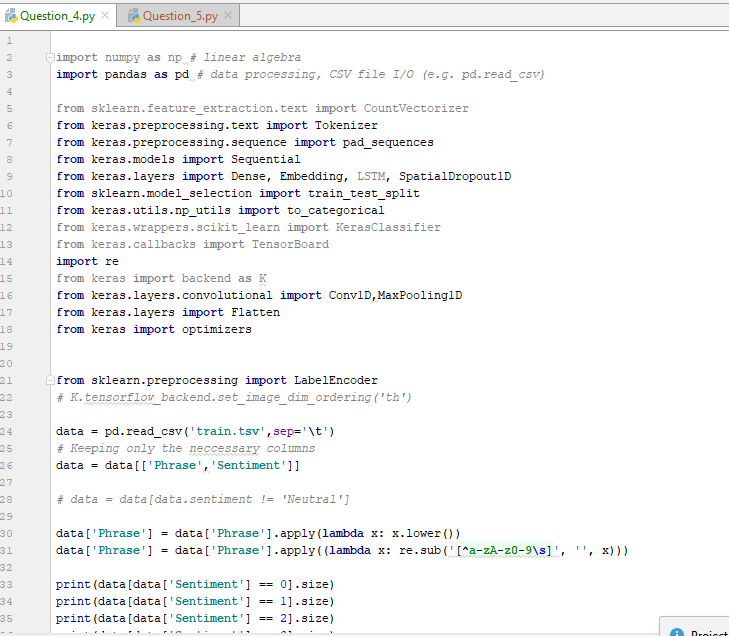 Question_4.py Question_5.py
1
2 import numpy as np # linear algebra
3 import pandas as pd # data processing, CSV file I/O (e.g. pd.read_csv)
4
5 from sklearn.feature_extraction.text import CountVectorizer
6 from keras.preprocessing.text import Tokenizer
7 from keras.preprocessing.sequence import pad_sequences
8 from keras.models import Sequential
9 from keras.layers import Dense, Embedding, LSTM, SpatialDropout1D
10 from sklearn.model_selection import train_test_split
11 from keras.utils.np_utils import to_categorical
12 from keras.wrappers.scikit_learn import KerasClassifier
13 from keras.callbacks import TensorBoard
14 import re
15 from keras import backend as K
16 from keras.layers.convolutional import Conv1D,MaxPooling1D
17 from keras.layers import Flatten
18 from keras import optimizers
19
20
21 from sklearn.preprocessing import LabelEncoder
22 # K.tensorflow_backend.set_image_dim_ordering('th')
23
24 data = pd.read_csv('train.tsv',sep='\t')
25 # Keeping only the neccessary columns
26 data = data[['Phrase','Sentiment']]
27
28 # data = data[data.sentiment != 'Neutral']
29
30 data['Phrase'] = data['Phrase'].apply(lambda x: x.lower())
31 data['Phrase'] = data['Phrase'].apply((lambda x: re.sub('[^a-zA-z0-9\s]', '', x)))
32
33 print(data[data['Sentiment'] == 0].size)
34 print(data[data['Sentiment'] == 1].size)
35 print(data[data['Sentiment'] == 2].size)